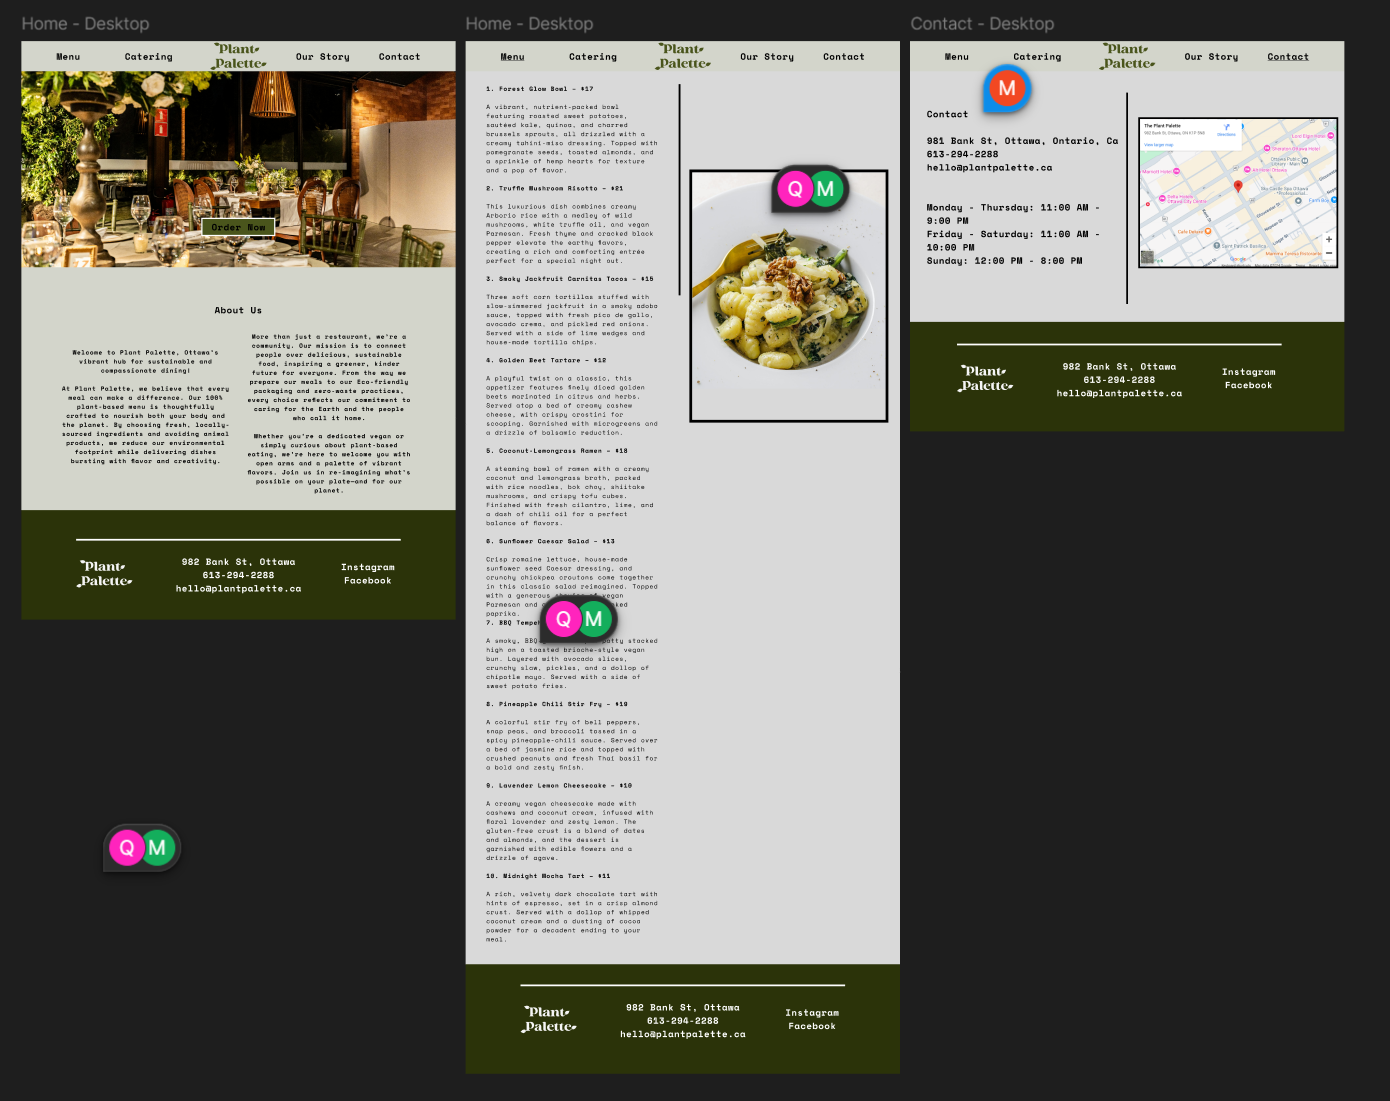 Home - Desktop
Menu
Catering
Plant
Palette
Our Story
Contact
Order Now
About Us
Welcome to Plant Palette, Ottawa's
vibrant hub for sustainable and
compassionate dining!
At Plant Palette, we believe that every
meal can make a difference. Our 100%
plant-based menu is thoughtfully
crafted to nourish both your body and
the planet. By choosing fresh, locally-
sourced ingredients and avoiding animal
products, we reduce our environmental
footprint while delivering dishes
bursting with flavor and creativity.
More than just a restaurant, we're a
community. Our mission is to connect
people over delicious, sustainable
food, inspiring a greener, kinder
future for everyone. From the way we
prepare our meals to our Eco-friendly
packaging and zero-waste practices,
every choice reflects our commitment to
caring for the Earth and the people
who call it home.
Whether you're a dedicated vegan or
simply curious about plant-based
eating, we're here to welcome you with
open arms and a palette of vibrant
flavors. Join us in re-imagining what's
possible on your plate—and for our
planet.
Plant
Palette
982 Bank St, Ottawa
613-294-2288
hello@plantpalette.ca
Instagram
Facebook
Q M
Home - Desktop
Menu
Catering
Plant
Palette
Our Story
Contact
1. Forest Glow Bowl – $17
A vibrant, nutrient-packed bowl
featuring roasted sweet potatoes,
sautéed kale, quinoa, and charred
brussels sprouts, all drizzled with a
creamy tahini-miso dressing. Topped with
pomegranate seeds, toasted almonds, and
a sprinkle of hemp hearts for texture
and a pop of flavor.
2. Truffle Mushroom Risotto – $21
This luxurious dish combines creamy
Arborio rice with a medley of wild
mushrooms, white truffle oil, and vegan
Parmesan. Fresh thyme and cracked black
pepper elevate the earthy flavors,
creating a rich and comforting entrée
perfect for a special night out.
3. Smoky Jackfruit Carnitas Tacos – $15
Three soft corn tortillas stuffed with
slow-simmered jackfruit in a smoky adobo
sauce, topped with fresh pico de gallo,
avocado crema, and pickled red onions.
Served with a side of lime wedges and
house-made tortilla chips.
4. Golden Beet Tartare – $12
A playful twist on a classic, this
appetizer features finely diced golden
beets marinated in citrus and herbs.
Served atop a bed of creamy cashew
cheese, with crispy crostini for
scooping. Garnished with microgreens and
a drizzle of balsamic reduction.
5. Coconut-Lemongrass Ramen – $18
A steaming bowl of ramen with a creamy
coconut and lemongrass broth, packed
with rice noodles, bok choy, shiitake
mushrooms, and crispy tofu cubes.
Finished with fresh cilantro, lime, and
a dash of chili oil for a perfect
balance of flavors.
6. Sunflower Caesar Salad – $13
Crisp romaine lettuce, house-made
sunflower seed Caesar dressing, and
crunchy chickpea croutons come together
in this classic salad reimagined. Topped
with a generous vegan
Parmesan and
paprika.
7. BBQ
A smoky, BBQ patty stacked
high on a toasted brioche-style vegan
bun. Layered with avocado slices,
crunchy slaw, pickles, and a dollop of
chipotle mayo. Served with a side of
sweet potato fries.
8. Pineapple Chili Stir Fry – $19
A colorful stir fry of bell peppers,
snap peas, and broccoli tossed in a
spicy pineapple-chili sauce. Served over
a bed of jasmine rice and topped with
crushed peanuts and fresh Thai basil for
a bold and zesty finish.
9. Lavender Lemon Cheesecake – $10
A creamy vegan cheesecake made with
cashews and coconut cream, infused with
floral lavender and zesty lemon. The
gluten-free crust is a blend of dates
and almonds, and the dessert is
garnished with edible flowers and a
drizzle of agave.
10. Midnight Mocha Tart – $11
A rich, velvety dark chocolate tart with
hints of espresso, set in a crisp almond
crust. Served with a dollop of whipped
coconut cream and a dusting of cocoa
powder for a decadent ending to your
meal.
Q M
Q M
Plant
Palette
982 Bank St, Ottawa
613-294-2288
hello@plantpalette.ca
Instagram
Facebook
Contact - Desktop
Menu
Catering
Plant
Palette
Our Story
Contact
M
Contact
981 Bank St, Ottawa, Ontario, Ca
613-294-2288
hello@plantpalette.ca
Monday - Thursday: 11:00 AM -
9:00 PM
Friday - Saturday: 11:00 AM -
10:00 PM
Sunday: 12:00 PM - 8:00 PM
The Plant Palette
Directions
View larger map
Lord Elgin Hotel
Sheraton Ottawa Hotel
Ottawa Public
Marriott Hotel
Art Hotel Ottawa
Saint Patrick Basilica
Google
Plant
Palette
982 Bank St, Ottawa
613-294-2288
hello@plantpalette.ca
Instagram
Facebook